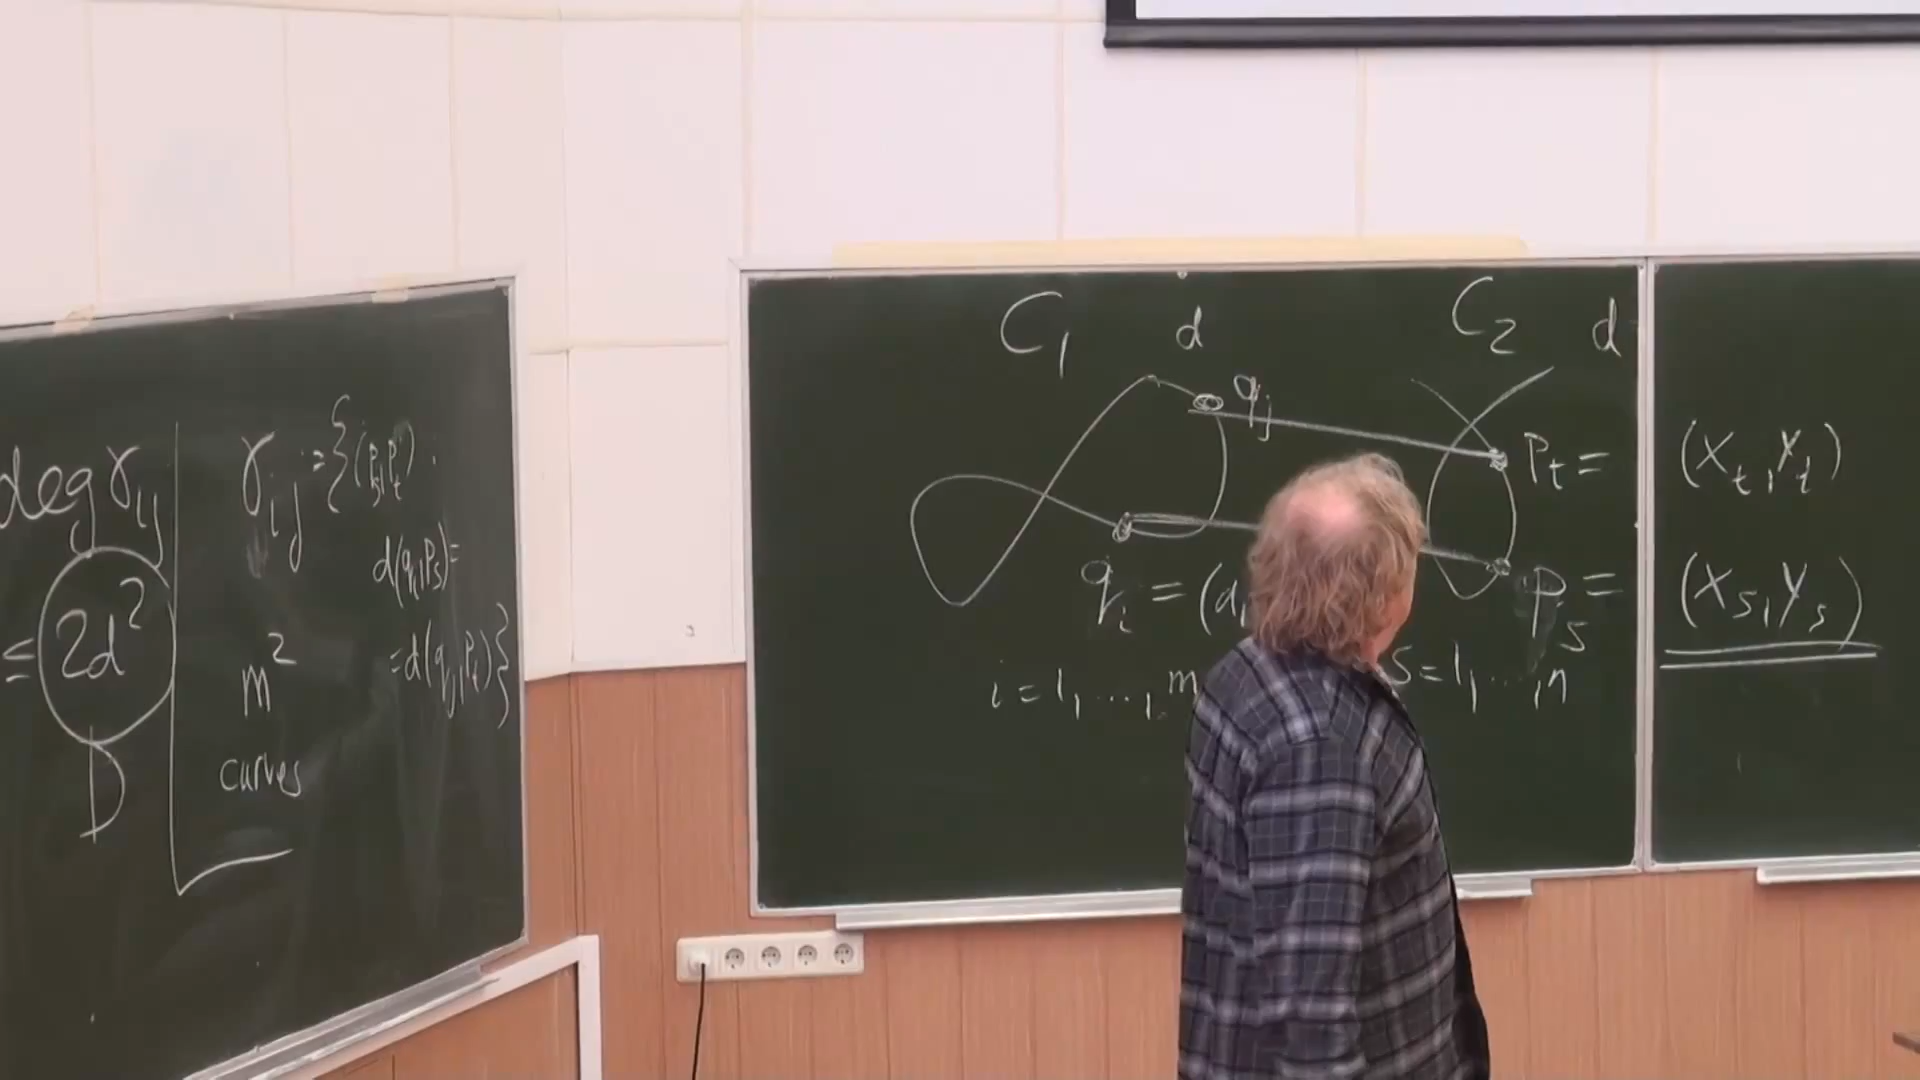 deg γij
≤ 2d²
D
γij := {(ps,pt) :
d(qi,ps)=
=d(qj,pt)}
m²
curves
C₁ d C₂ d
qj
pt = (xt, yt)
qi = (ai
ps = (xs, ys)
i = 1, ..., m
s = 1, ..., n